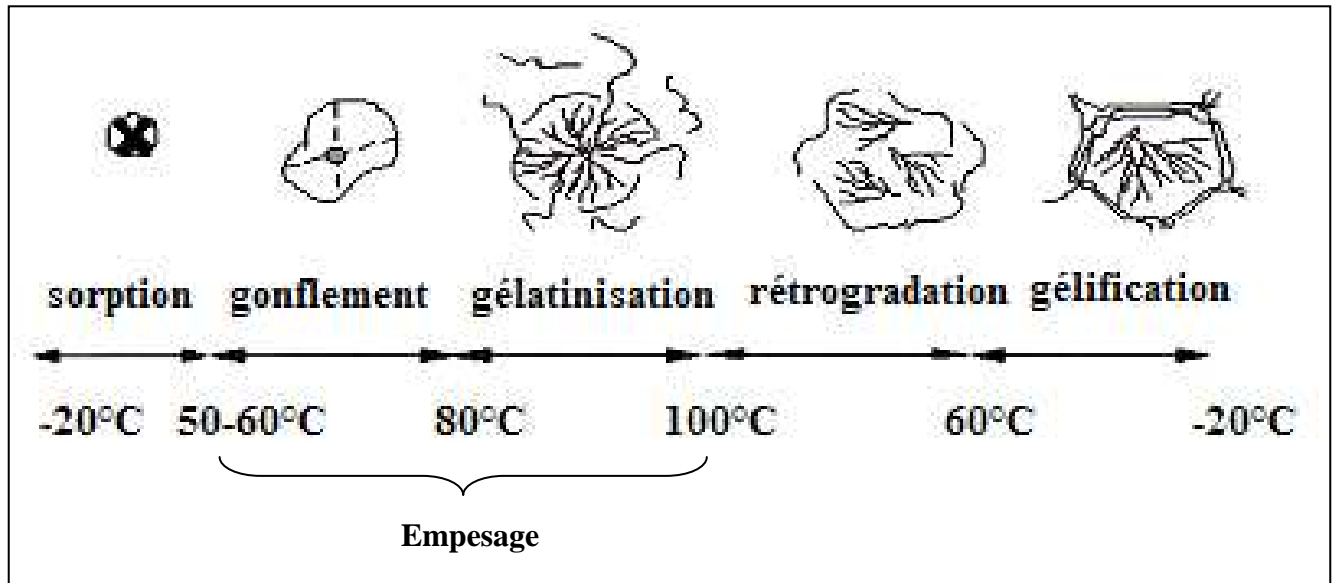 sorption gonflement gélatinisation rétrogradation gélification
-20°C 50-60°C 80°C 100°C 60°C -20°C
Empesage